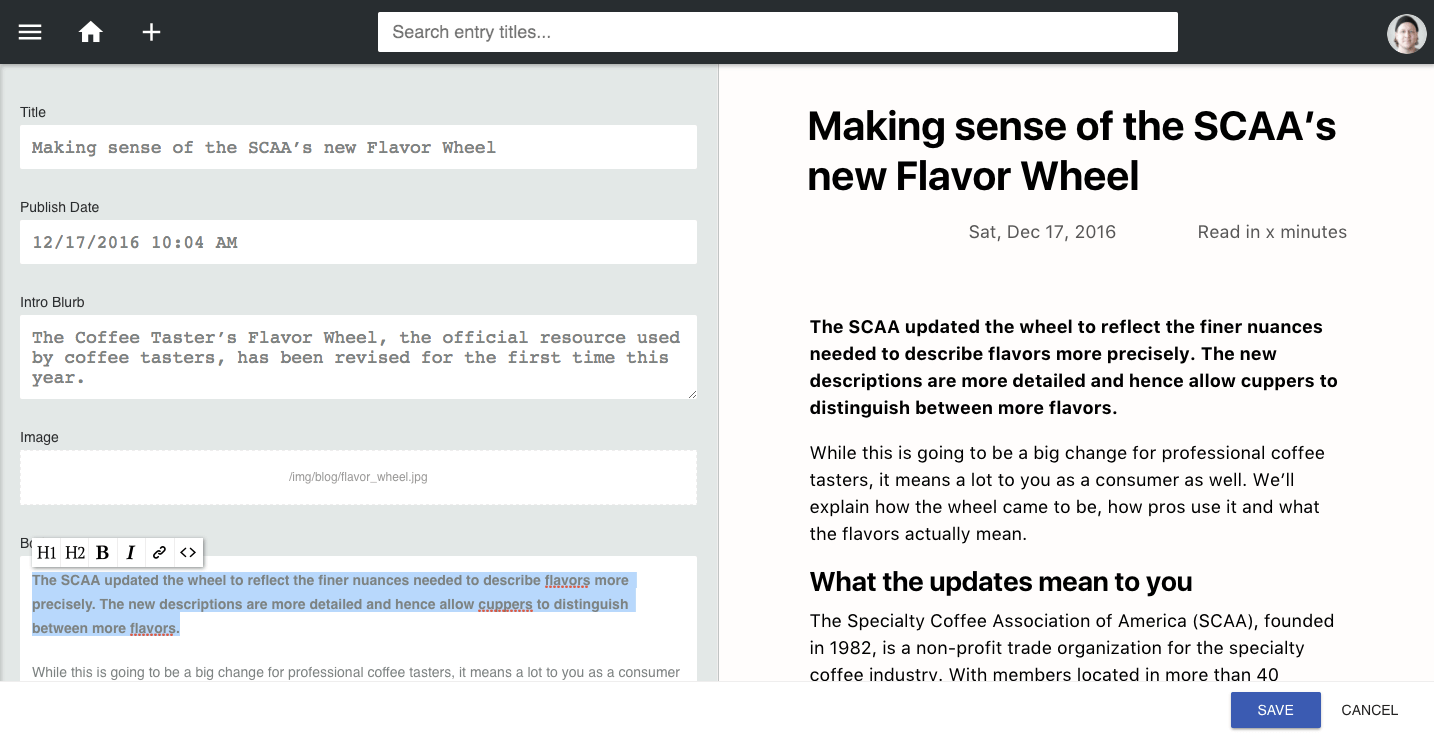 Search entry titles...
Title
Making sense of the SCAA’s new Flavor Wheel
Publish Date
12/17/2016 10:04 AM
Intro Blurb
The Coffee Taster’s Flavor Wheel, the official resource used
by coffee tasters, has been revised for the first time this
year.
Image
/img/blog/flavor_wheel.jpg
H1 H2 B I <>
The SCAA updated the wheel to reflect the finer nuances needed to describe flavors more
precisely. The new descriptions are more detailed and hence allow cuppers to distinguish
between more flavors.
While this is going to be a big change for professional coffee tasters, it means a lot to you as a consumer
Making sense of the SCAA’s
new Flavor Wheel
Sat, Dec 17, 2016 Read in x minutes
The SCAA updated the wheel to reflect the finer nuances
needed to describe flavors more precisely. The new
descriptions are more detailed and hence allow cuppers to
distinguish between more flavors.
While this is going to be a big change for professional coffee
tasters, it means a lot to you as a consumer as well. We’ll
explain how the wheel came to be, how pros use it and what
the flavors actually mean.
What the updates mean to you
The Specialty Coffee Association of America (SCAA), founded
in 1982, is a non-profit trade organization for the specialty
coffee industry. With members located in more than 40
SAVE CANCEL